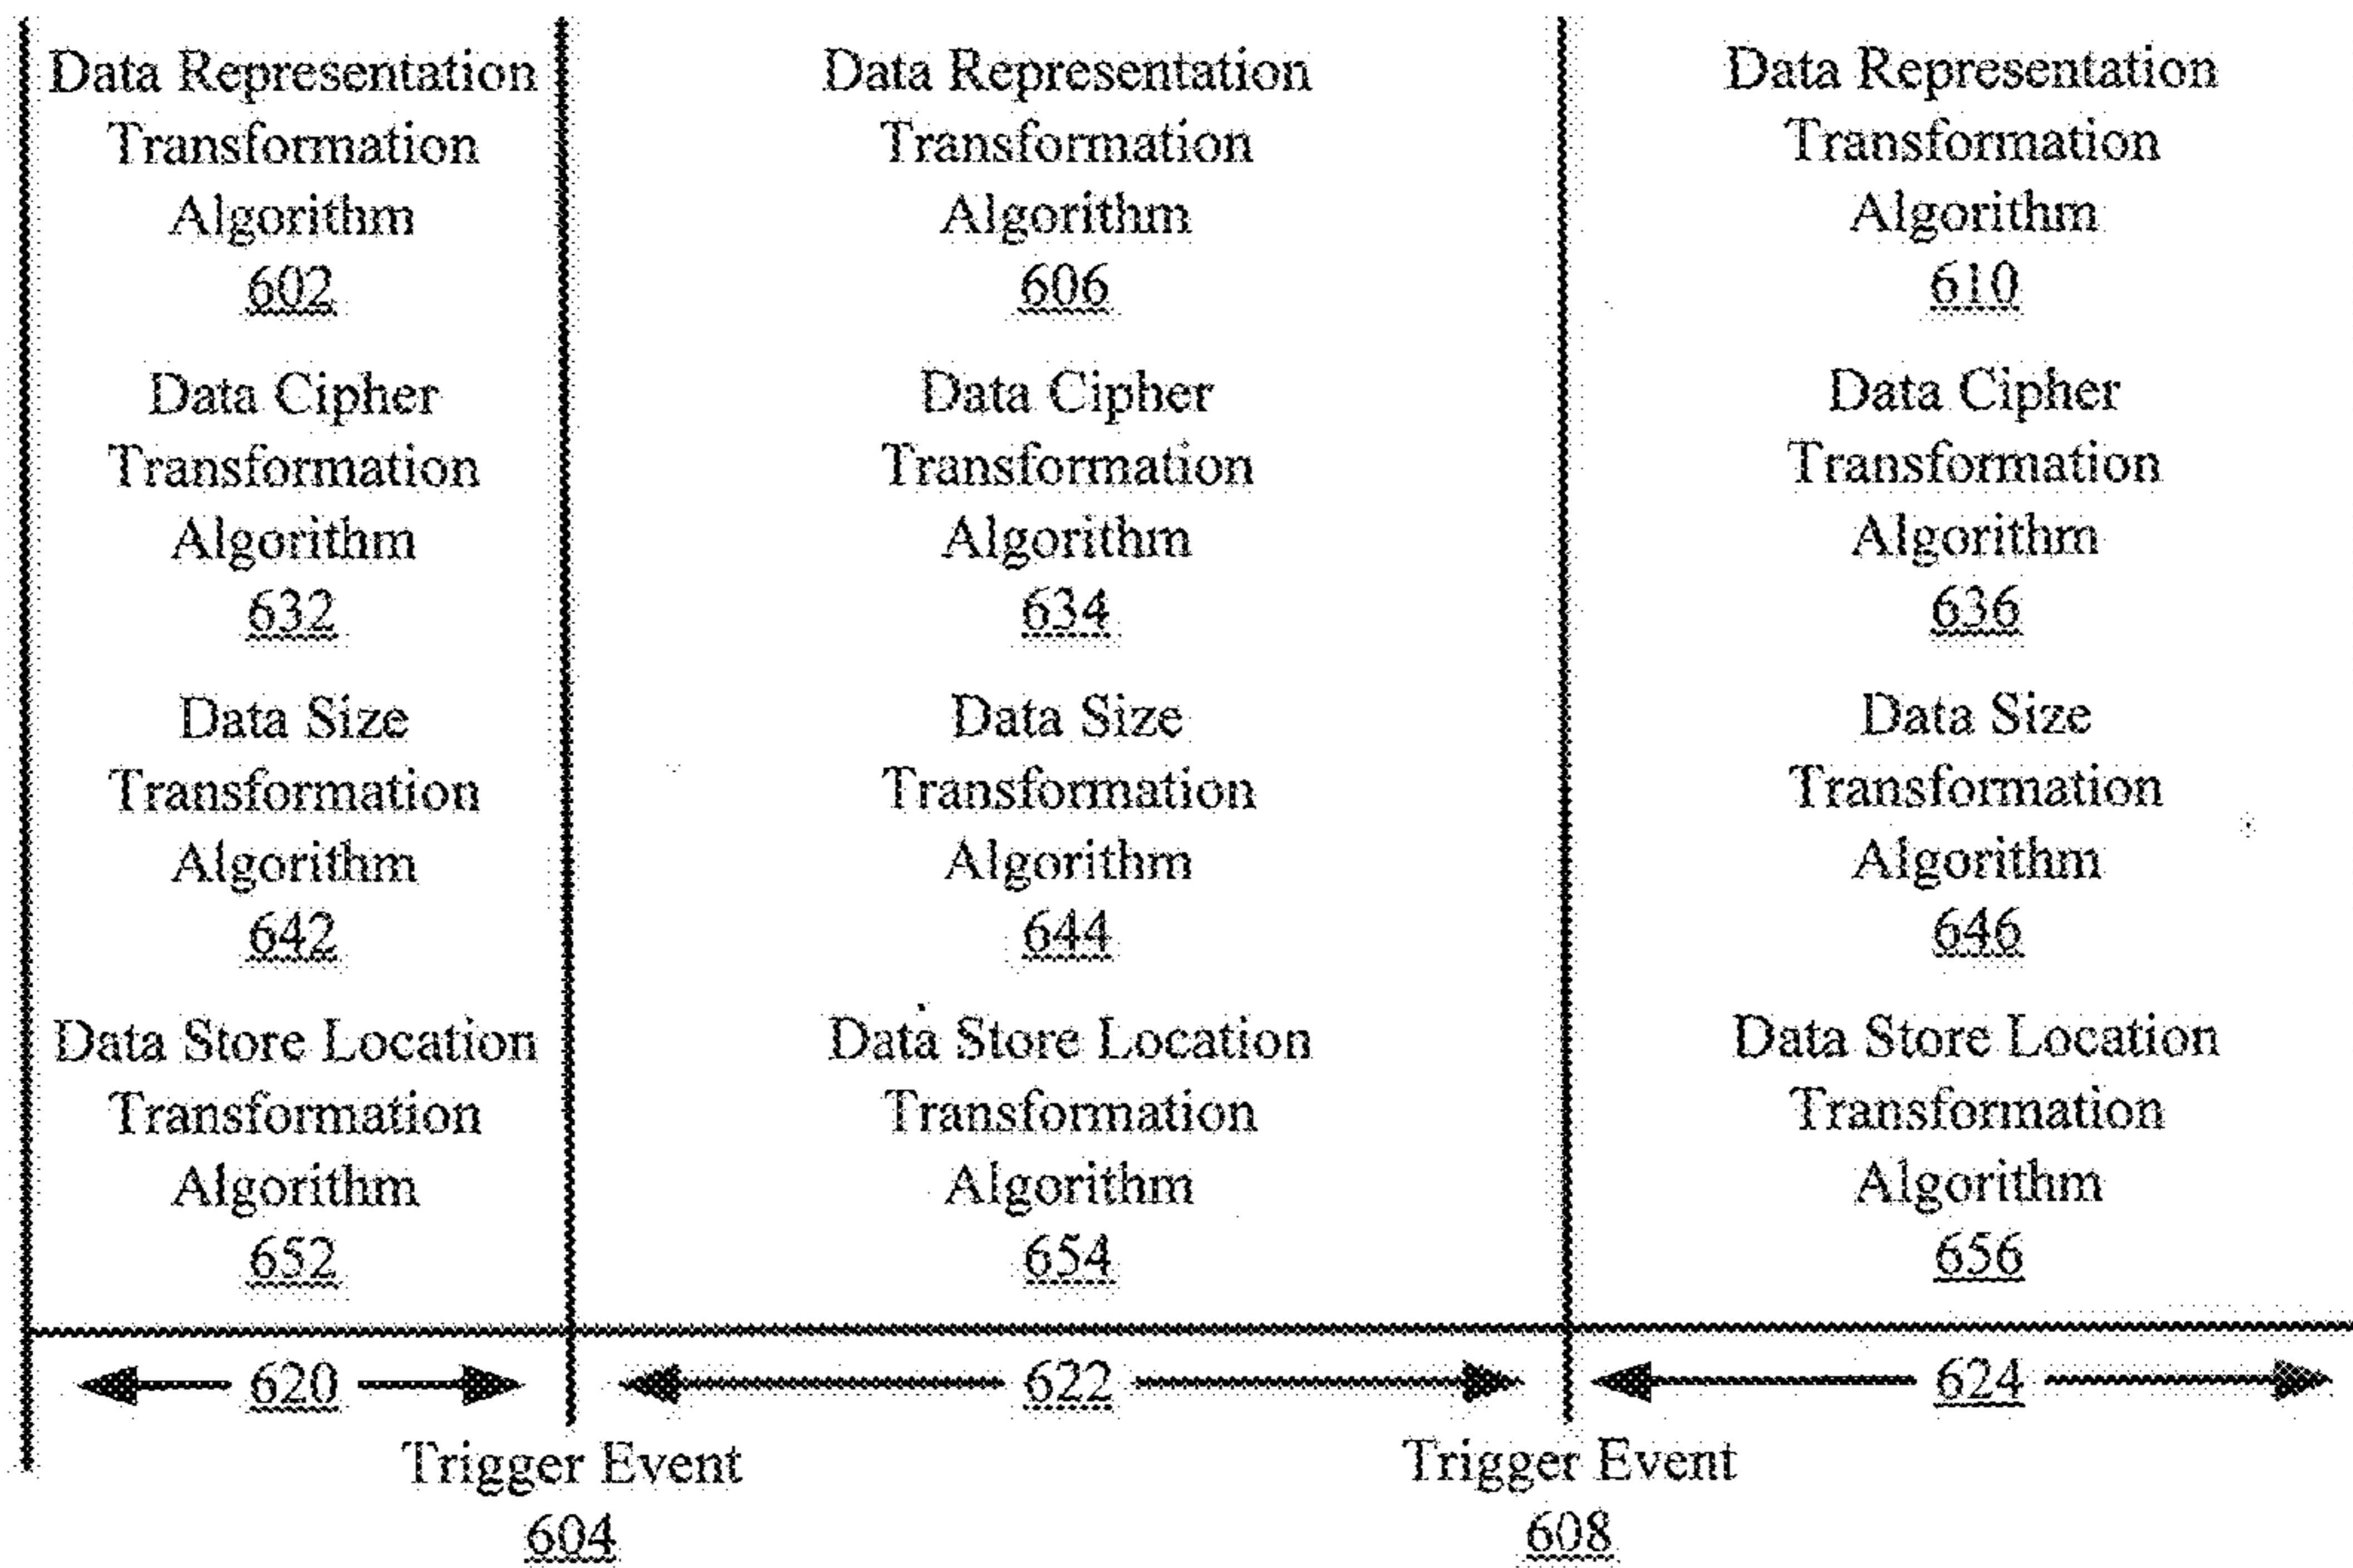 Data Representation
Transformation
Algorithm
602
Data Cipher
Transformation
Algorithm
632
Data Size
Transformation
Algorithm
642
Data Store Location
Transformation
Algorithm
652
Data Representation
Transformation
Algorithm
606
Data Cipher
Transformation
Algorithm
634
Data Size
Transformation
Algorithm
644
Data Store Location
Transformation
Algorithm
654
Data Representation
Transformation
Algorithm
610
Data Cipher
Transformation
Algorithm
636
Data Size
Transformation
Algorithm
646
Data Store Location
Transformation
Algorithm
656
620
622
624
Trigger Event
604
Trigger Event
608